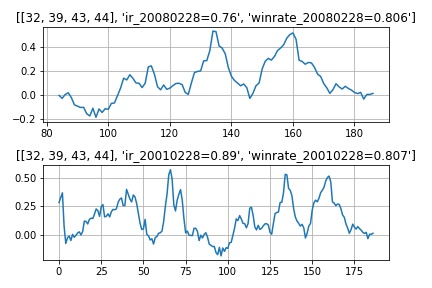 [[32, 39, 43, 44], 'ir_20080228=0.76', 'winrate_20080228=0.806']
0.4
0.2
0.0
−0.2
80 100 120 140 160 180
[[32, 39, 43, 44], 'ir_20010228=0.89', 'winrate_20010228=0.807']
0.50
0.25
0.00
0 25 50 75 100 125 150 175